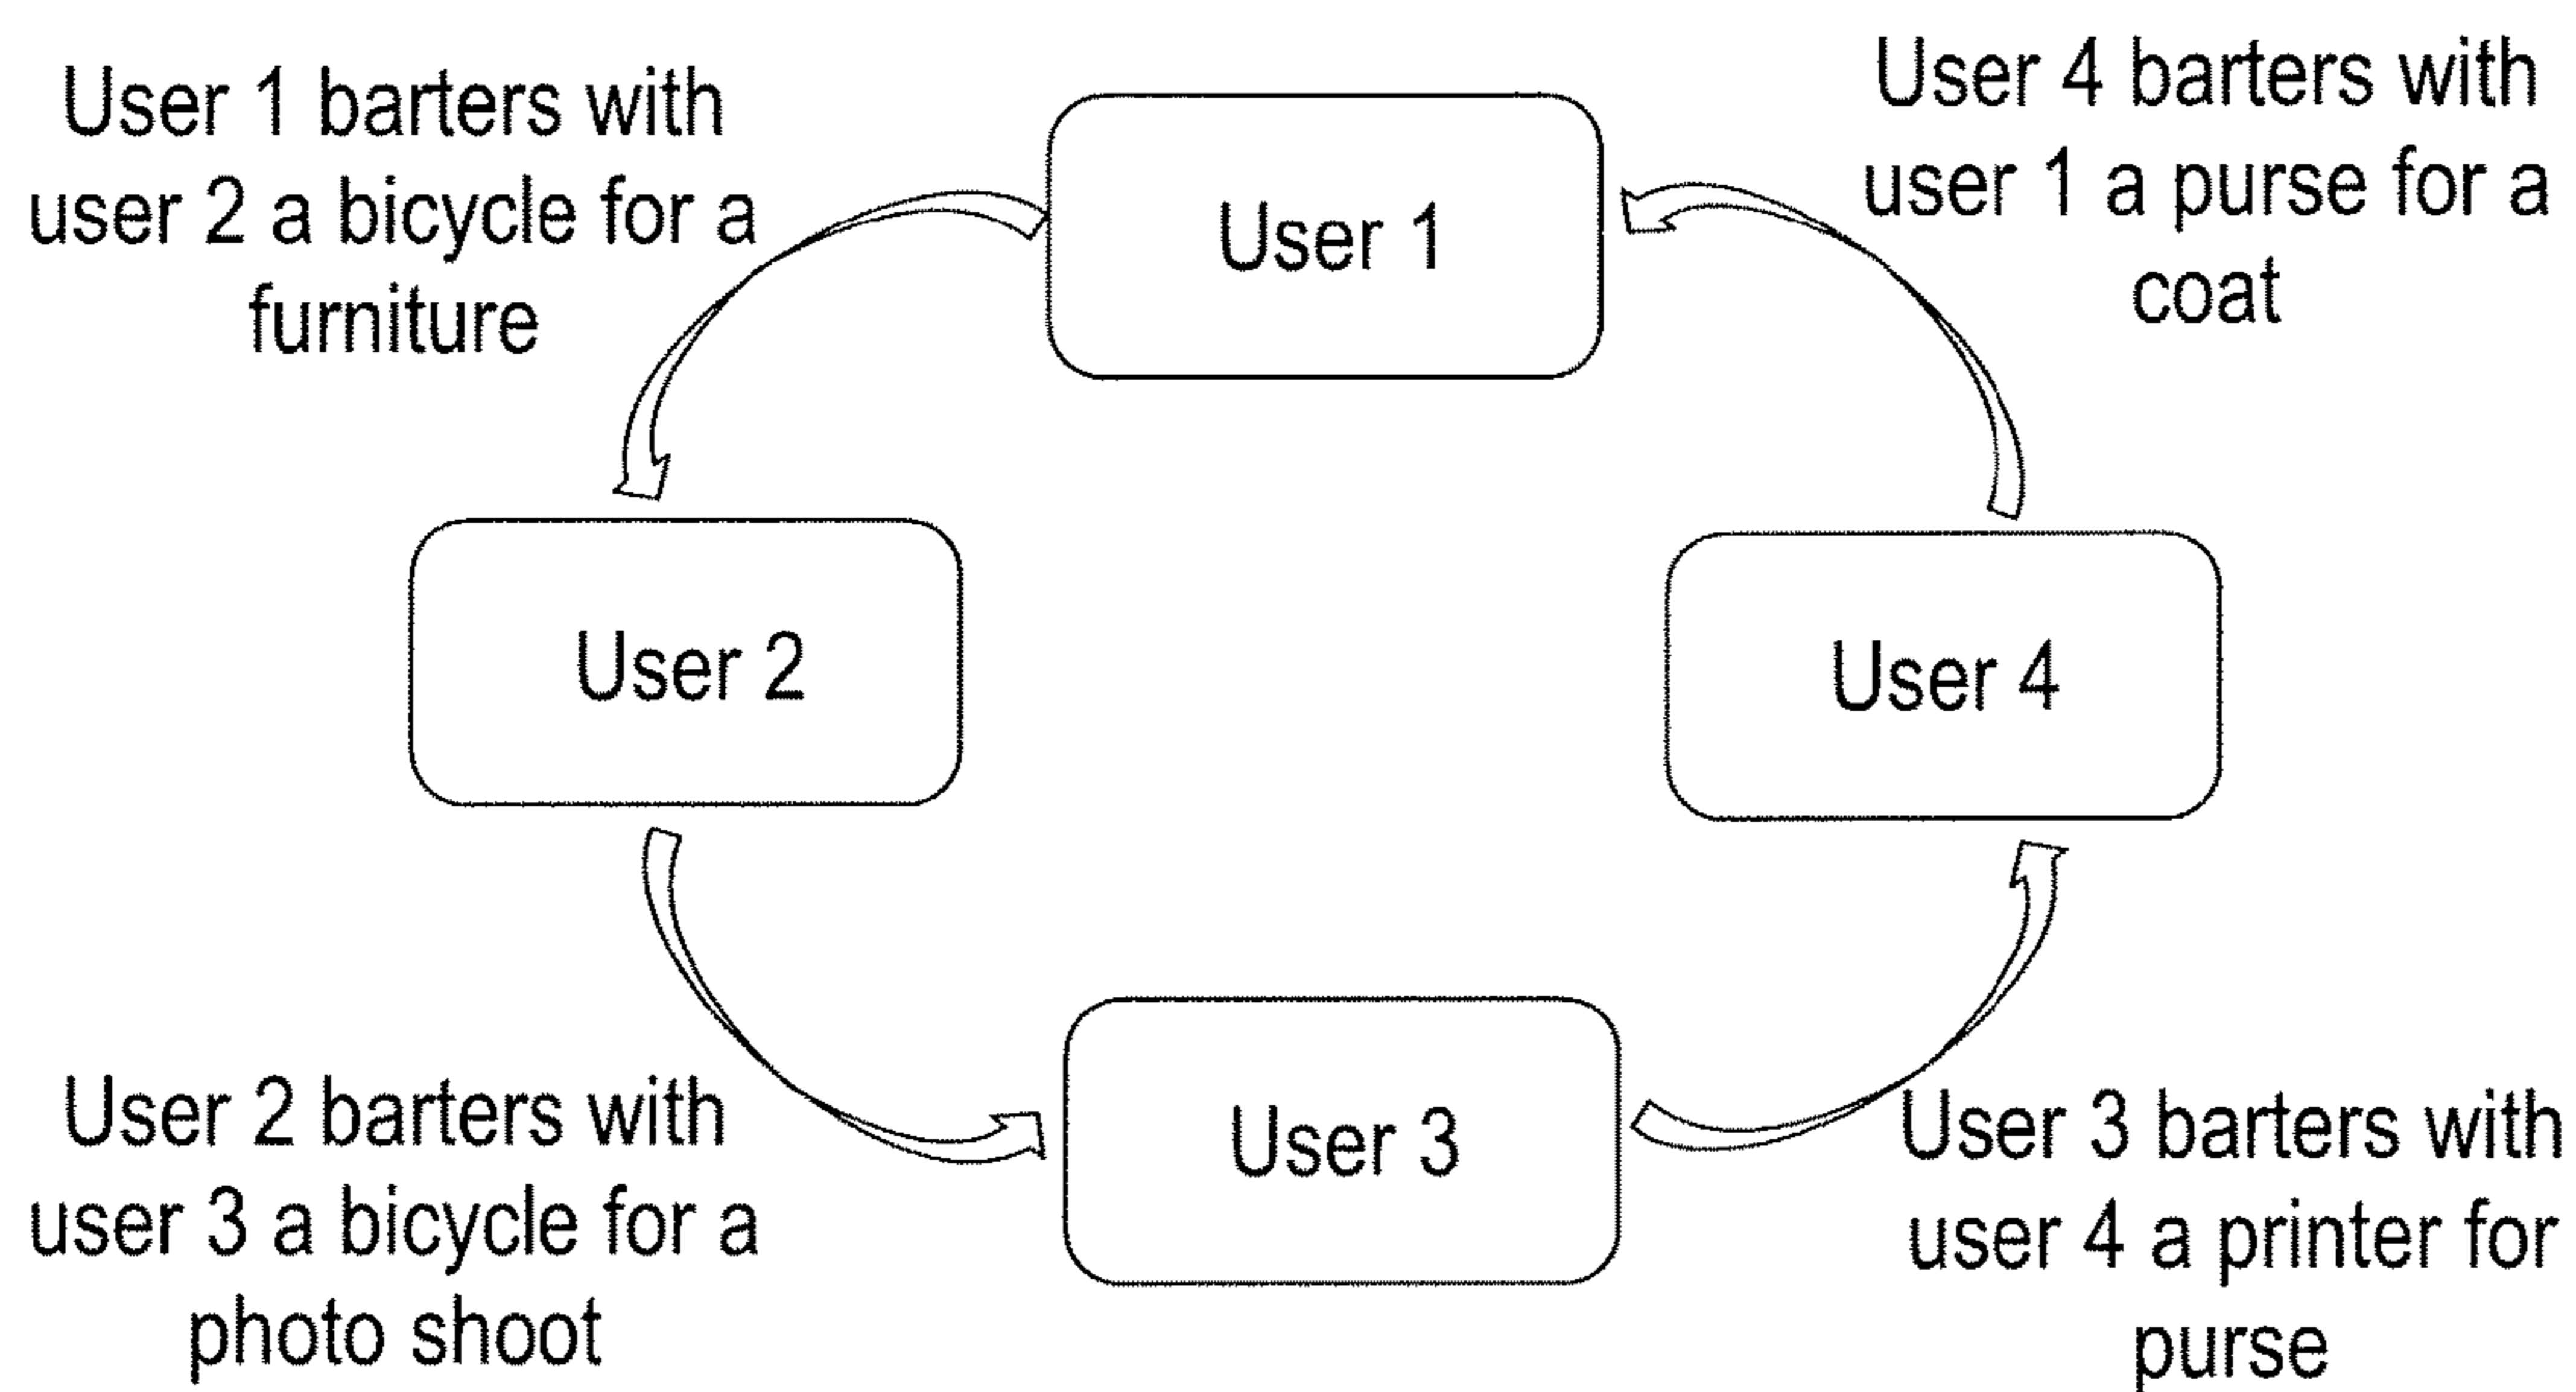 User 1 barters with
user 2 a bicycle for a
furniture
User 1
User 4 barters with
user 1 a purse for a
coat
User 2
User 4
User 2 barters with
user 3 a bicycle for a
photo shoot
User 3
User 3 barters with
user 4 a printer for
purse